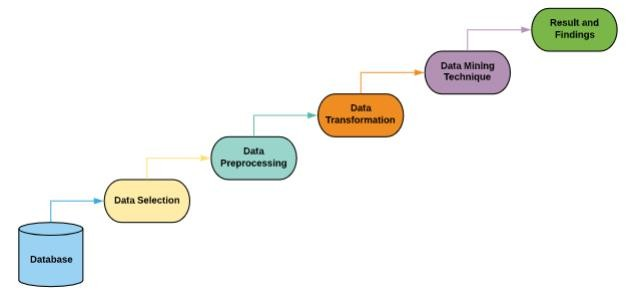 Result and
Findings
Data Mining
Technique
Data
Transformation
Data
Preprocessing
Data Selection
Database